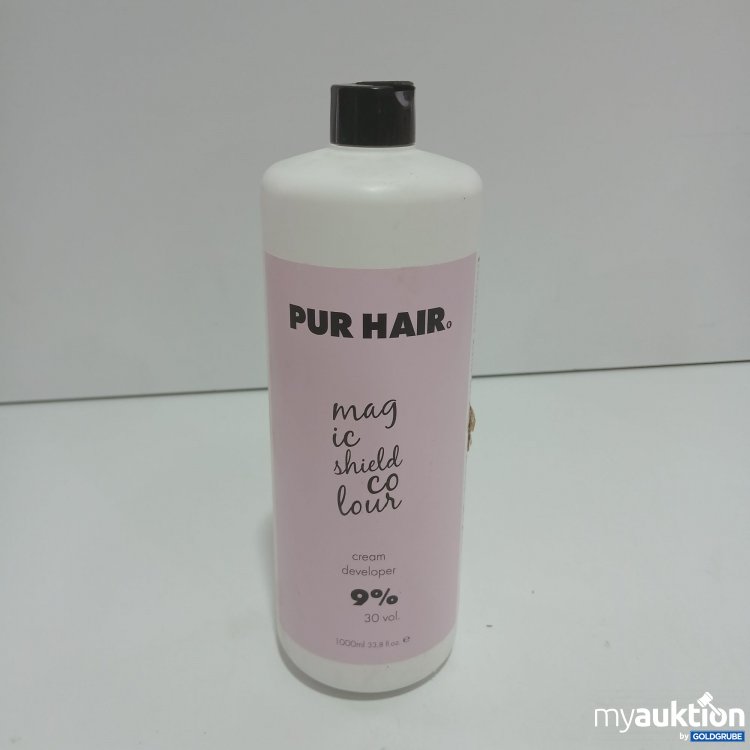 PUR HAIR.
mag
ic
shield
co
lour
cream
developer
9%
30 vol.
1000ml 33.8 fl.oz. ℮
myauktion
by GOLDGRUBE